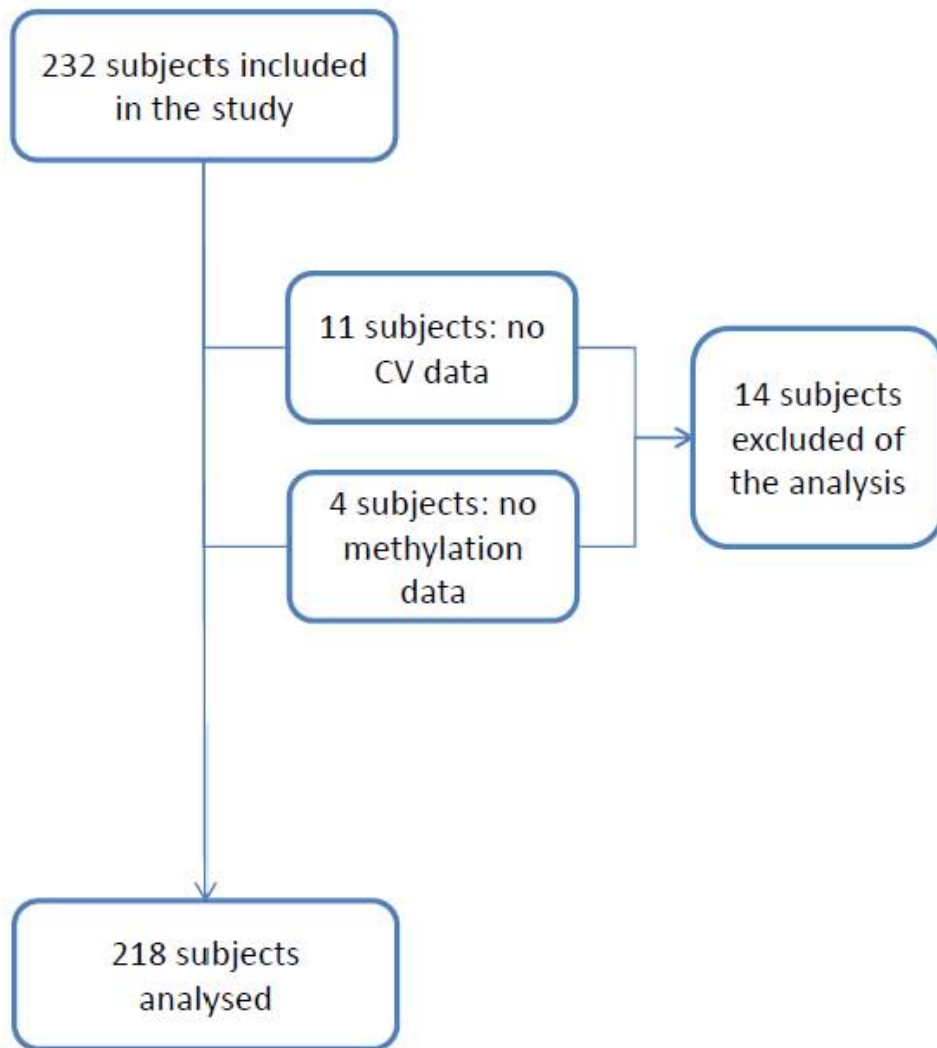 232 subjects included
in the study
11 subjects: no
CV data
4 subjects: no
methylation
data
14 subjects
excluded of
the analysis
218 subjects
analysed